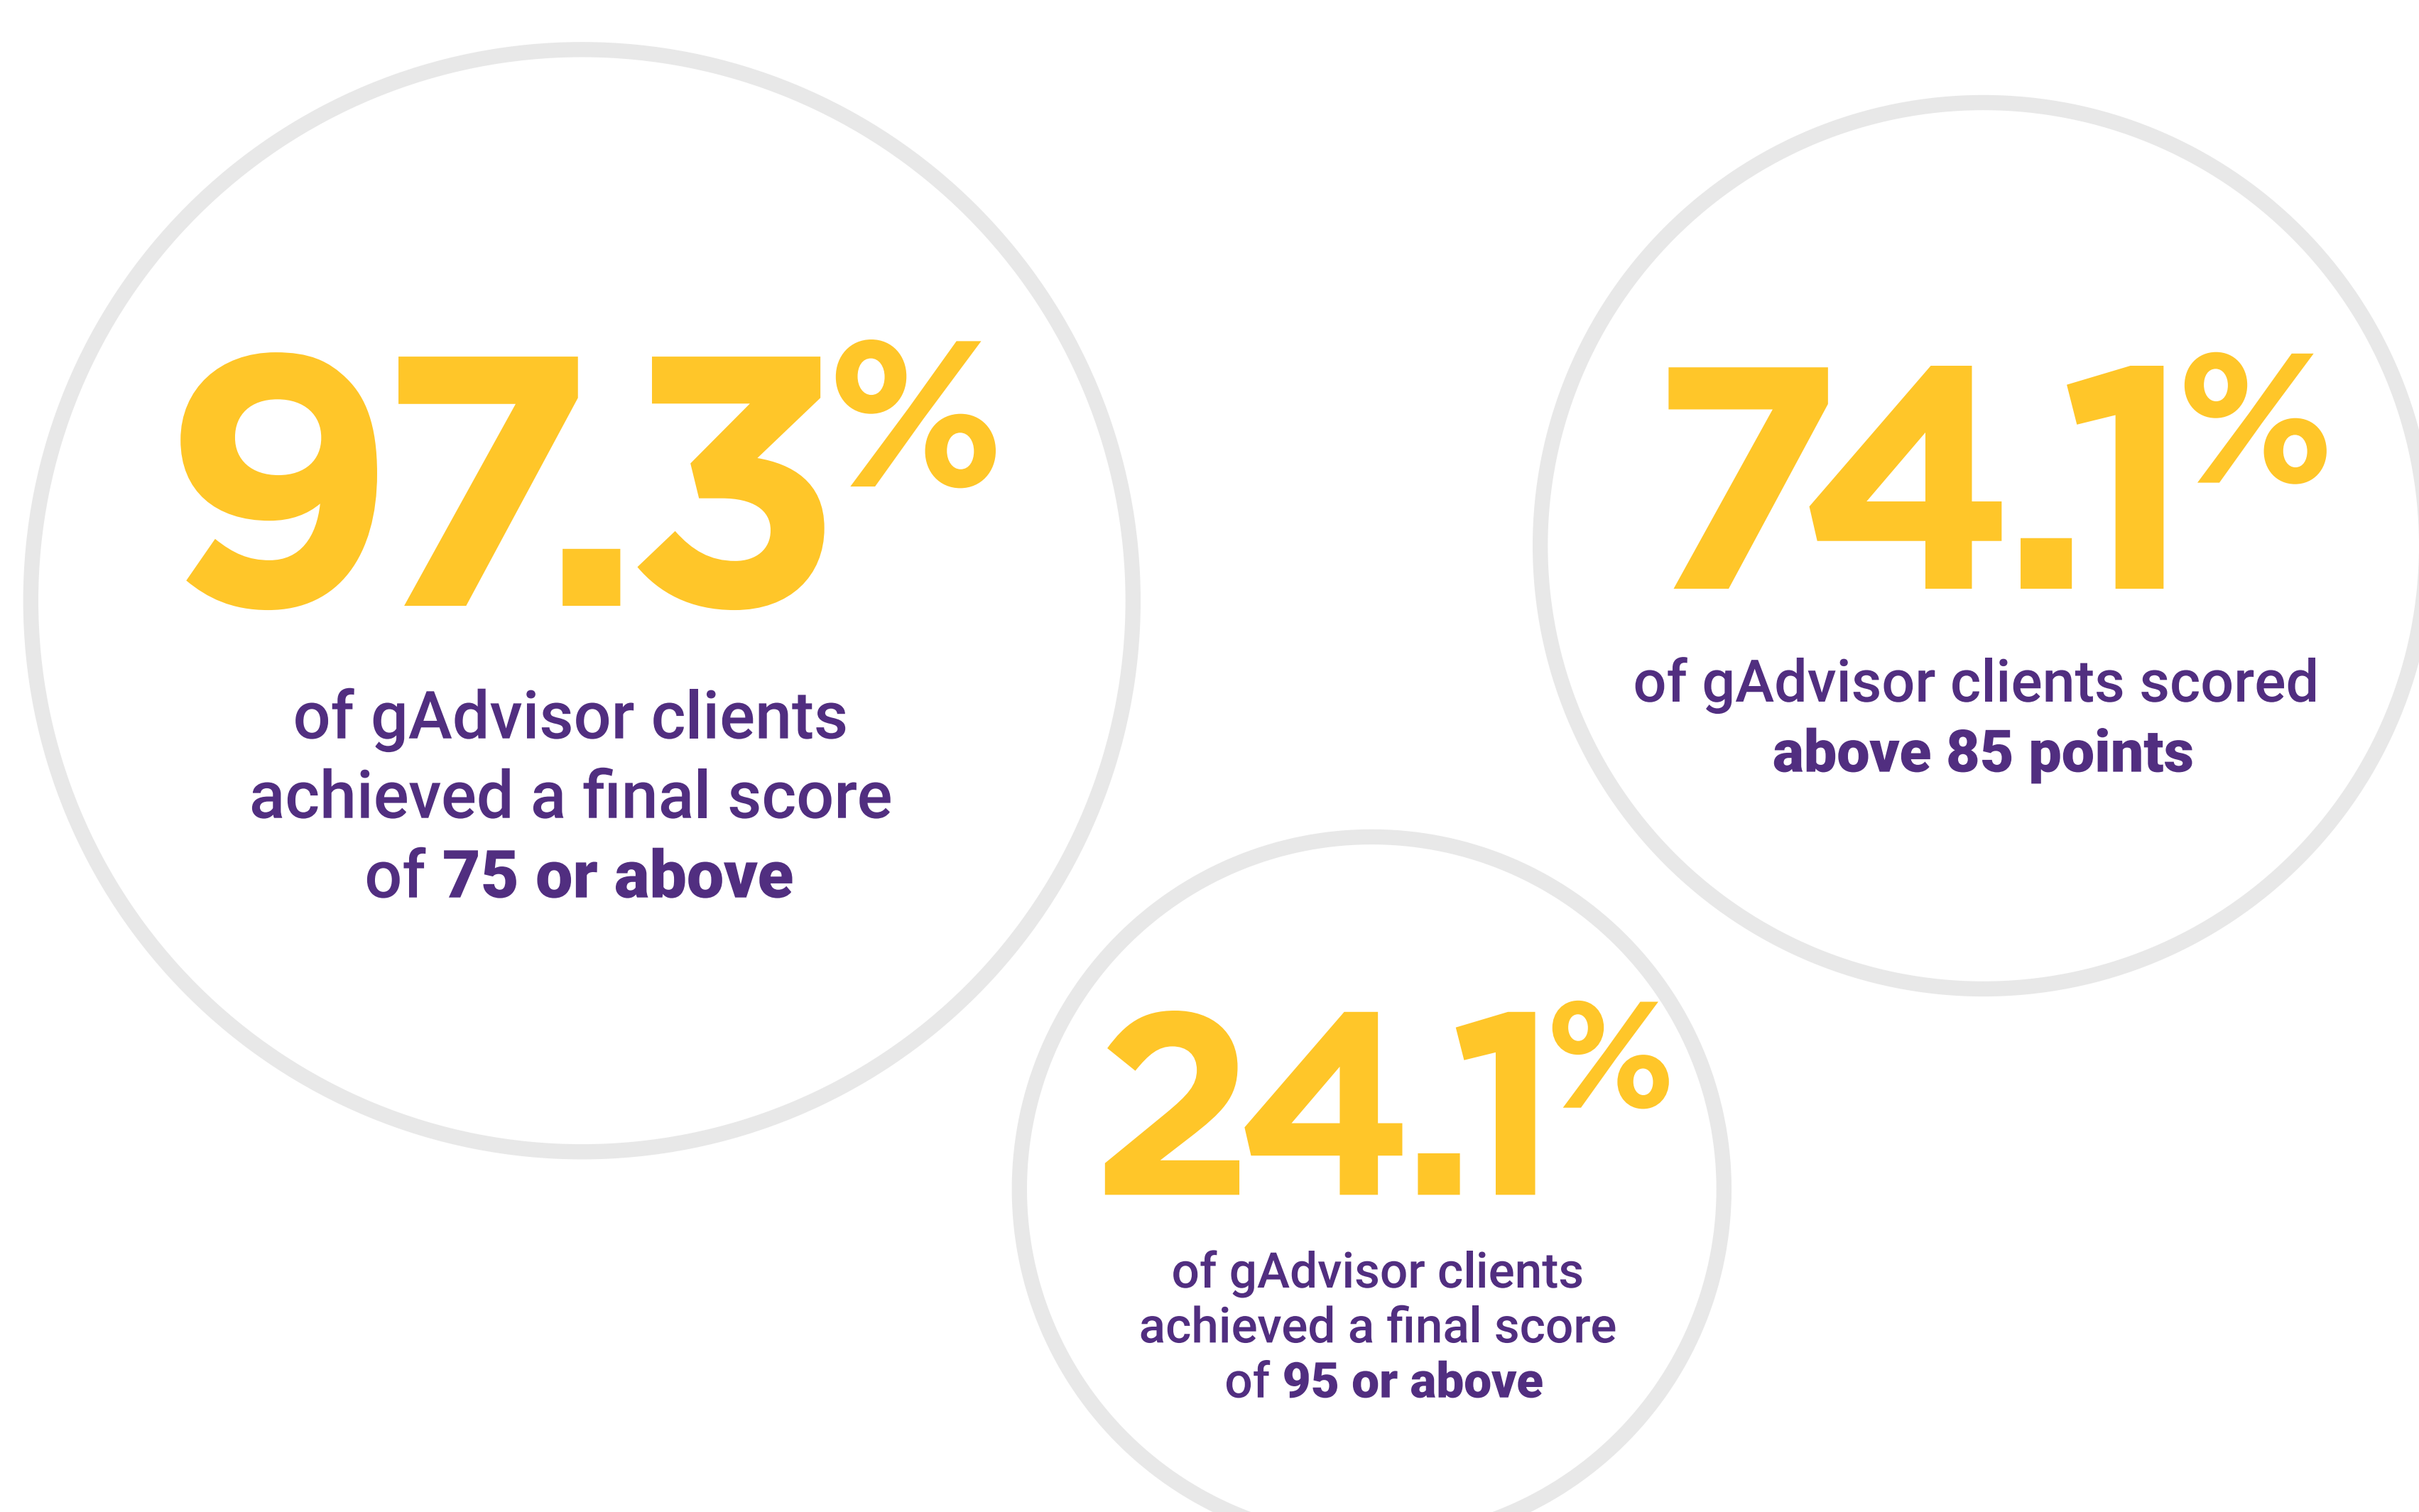 97.3%
of gAdvisor clients
achieved a final score
of 75 or above
74.1%
of gAdvisor clients scored
above 85 points
24.1%
of gAdvisor clients
achieved a final score
of 95 or above